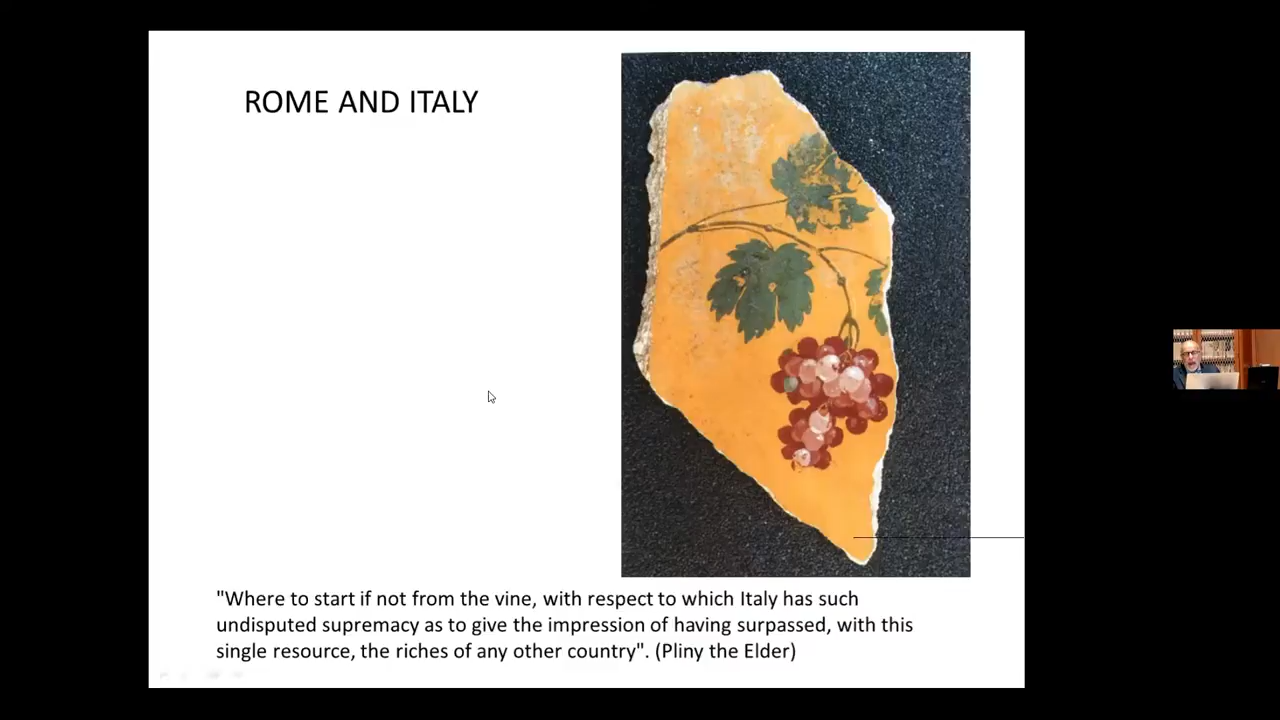 ROME AND ITALY
"Where to start if not from the vine, with respect to which Italy has such
undisputed supremacy as to give the impression of having surpassed, with this
single resource, the riches of any other country". (Pliny the Elder)